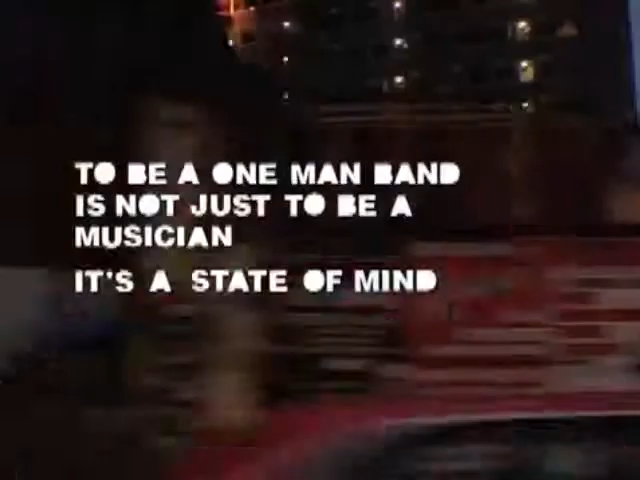 TO BE A ONE MAN BAND
IS NOT JUST TO BE A
MUSICIAN
IT'S A STATE OF MIND